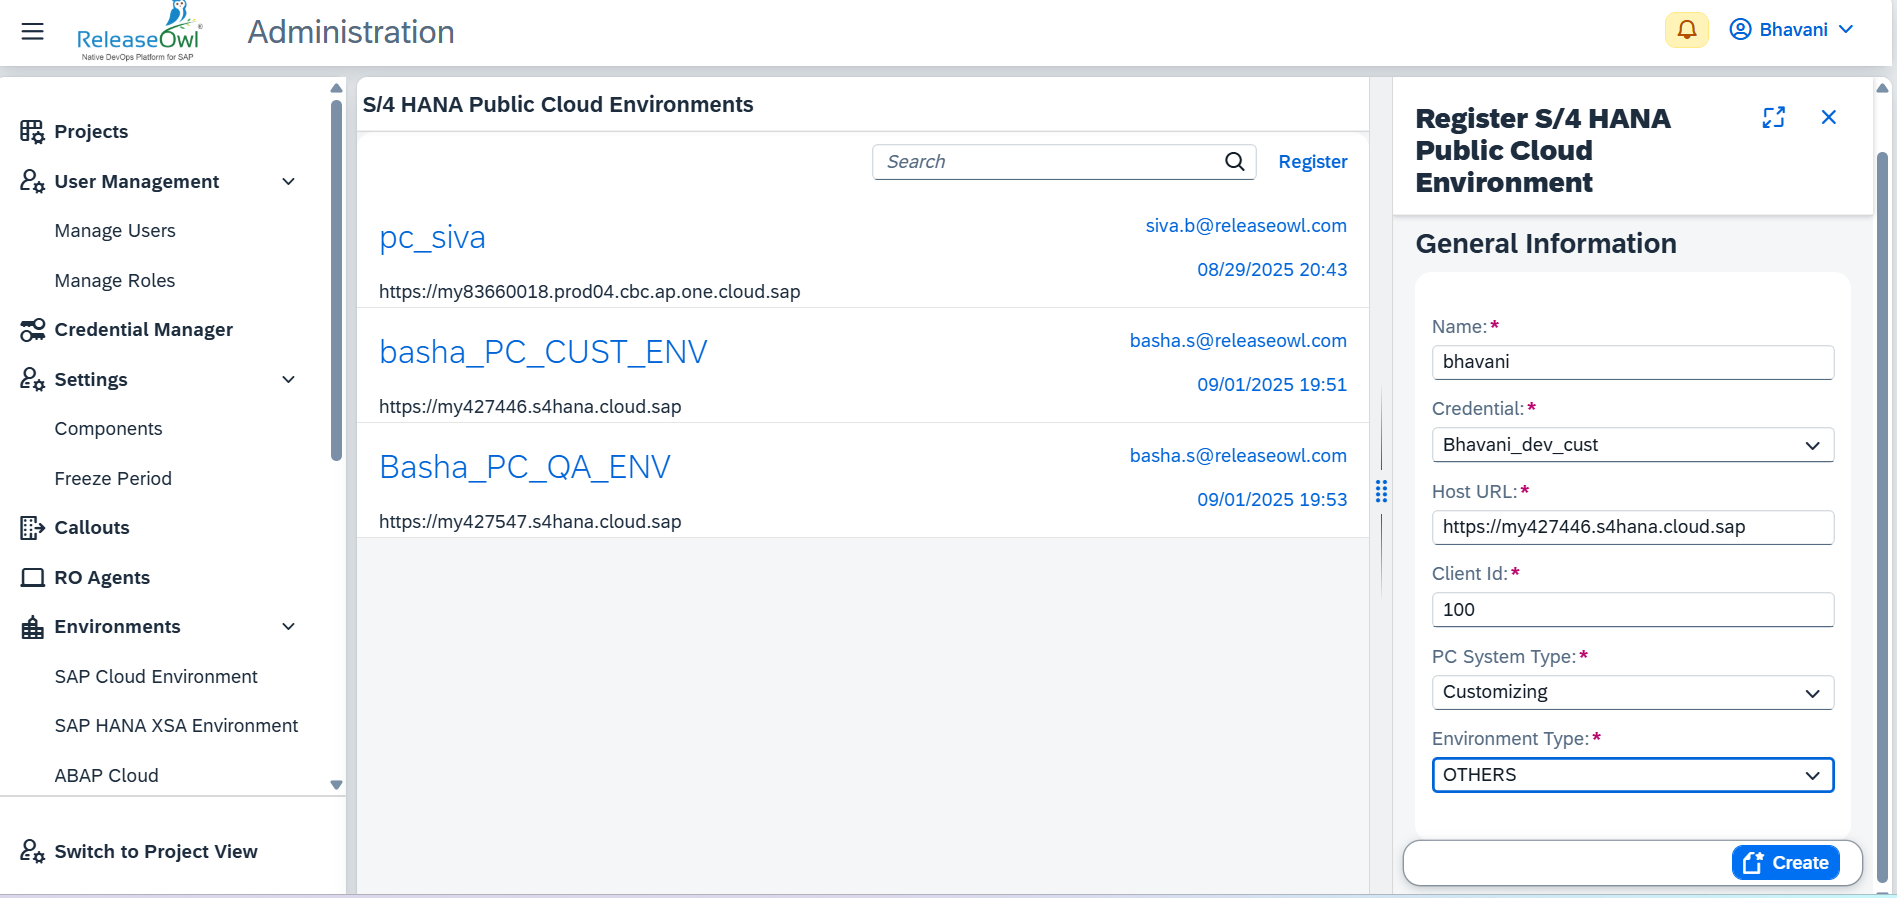 ReleaseOwl
Native DevOps Platform for SAP
Administration
Bhavani
Projects
User Management
Manage Users
Manage Roles
Credential Manager
Settings
Components
Freeze Period
Callouts
RO Agents
Environments
SAP Cloud Environment
SAP HANA XSA Environment
ABAP Cloud
Switch to Project View
S/4 HANA Public Cloud Environments
Search
Register
pc_siva
siva.b@releaseowl.com
08/29/2025 20:43
https://my83660018.prod04.cbc.ap.one.cloud.sap
basha_PC_CUST_ENV
basha.s@releaseowl.com
09/01/2025 19:51
https://my427446.s4hana.cloud.sap
Basha_PC_QA_ENV
basha.s@releaseowl.com
09/01/2025 19:53
https://my427547.s4hana.cloud.sap
Register S/4 HANA
Public Cloud
Environment
General Information
Name:*
bhavani
Credential:*
Bhavani_dev_cust
Host URL:*
https://my427446.s4hana.cloud.sap
Client Id:*
100
PC System Type:*
Customizing
Environment Type:*
OTHERS
Create